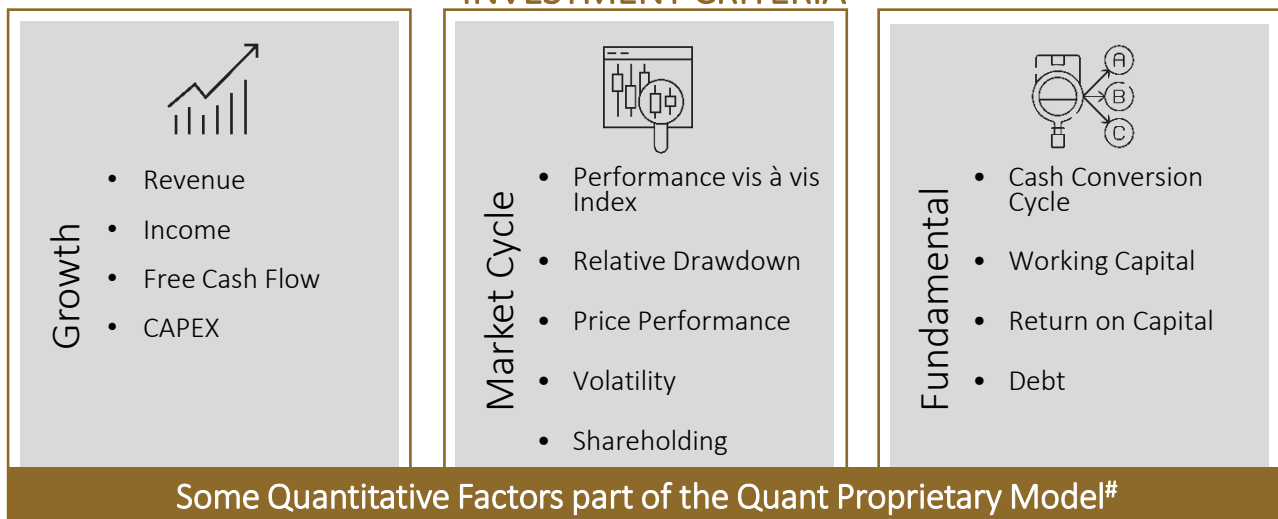 INVESTMENT CRITERIA
Growth
• Revenue
• Income
• Free Cash Flow
• CAPEX
Market Cycle
• Performance vis à vis
Index
• Relative Drawdown
• Price Performance
• Volatility
• Shareholding
A
B
C
Fundamental
• Cash Conversion
Cycle
• Working Capital
• Return on Capital
• Debt
Some Quantitative Factors part of the Quant Proprietary Model#